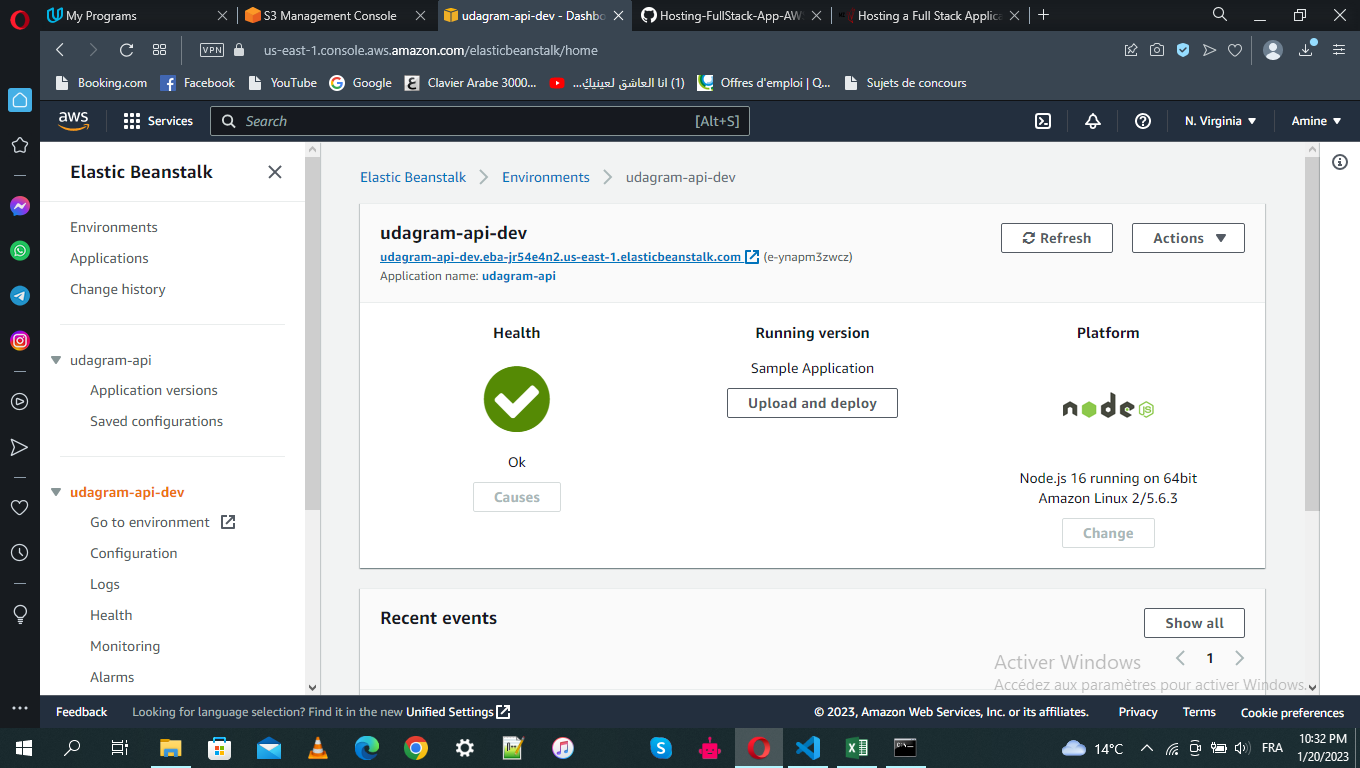 My Programs
S3 Management Console
udagram-api-dev - Dashbo
Hosting-FullStack-App-AW
Hosting a Full Stack Applica
VPN
us-east-1.console.aws.amazon.com/elasticbeanstalk/home
Booking.com
Facebook
YouTube
Google
Clavier Arabe 3000...
(1) انا العاشق لعينيك...
Offres d'emploi | Q...
Sujets de concours
aws
Services
Search
[Alt+S]
N. Virginia
Amine
Elastic Beanstalk
Environments
Applications
Change history
udagram-api
Application versions
Saved configurations
udagram-api-dev
Go to environment
Configuration
Logs
Health
Monitoring
Alarms
Elastic Beanstalk
Environments
udagram-api-dev
udagram-api-dev
udagram-api-dev.eba-jr54e4n2.us-east-1.elasticbeanstalk.com (e-ynapm3zwcz)
Application name: udagram-api
Refresh
Actions
Health
Ok
Causes
Running version
Sample Application
Upload and deploy
Platform
node JS
Node.js 16 running on 64bit
Amazon Linux 2/5.6.3
Change
Recent events
Show all
1
Activer Windows
Accédez aux paramètres pour activer Windows.
Feedback
Looking for language selection? Find it in the new Unified Settings
© 2023, Amazon Web Services, Inc. or its affiliates.
Privacy
Terms
Cookie preferences
14°C
FRA
10:32 PM
1/20/2023